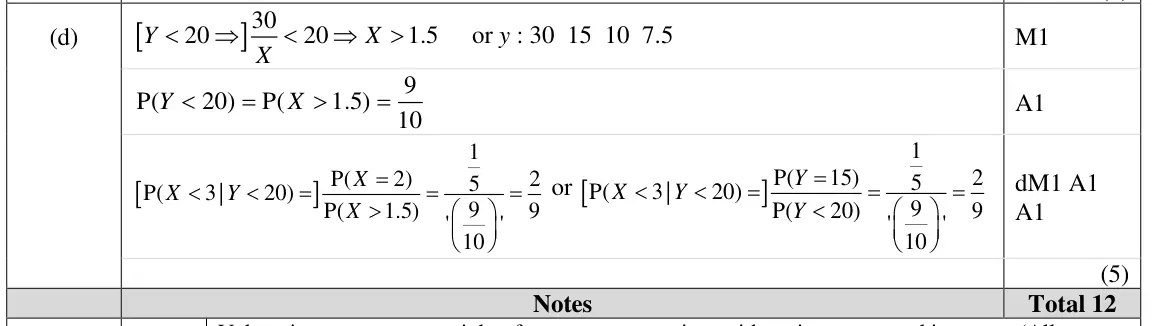 (d) [Y < 20 ⇒] 30/X < 20 ⇒ X > 1.5 or y : 30 15 10 7.5 M1
P(Y < 20) = P(X > 1.5) = 9/10 A1
[P(X < 3 | Y < 20) =] P(X = 2)/P(X > 1.5) = (1/5)/'(9/10)' = 2/9 or [P(X < 3 | Y < 20) =] P(Y = 15)/P(Y < 20) = (1/5)/'(9/10)' = 2/9 dM1 A1
A1
(5)
Notes Total 12